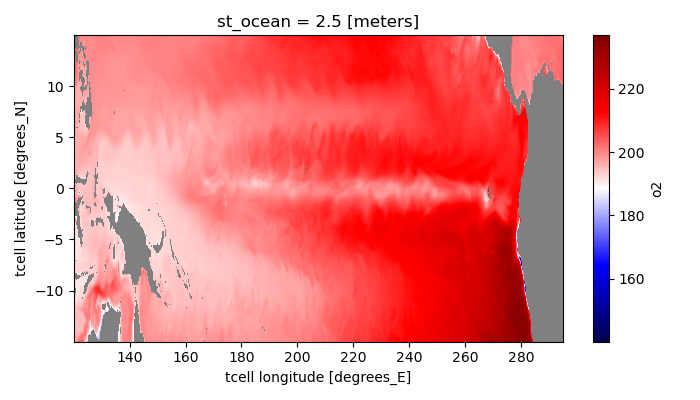 st_ocean = 2.5 [meters]
10
5
0
−5
−10
tcell latitude [degrees_N]
140 160 180 200 220 240 260 280
tcell longitude [degrees_E]
220
200
180
160
o2